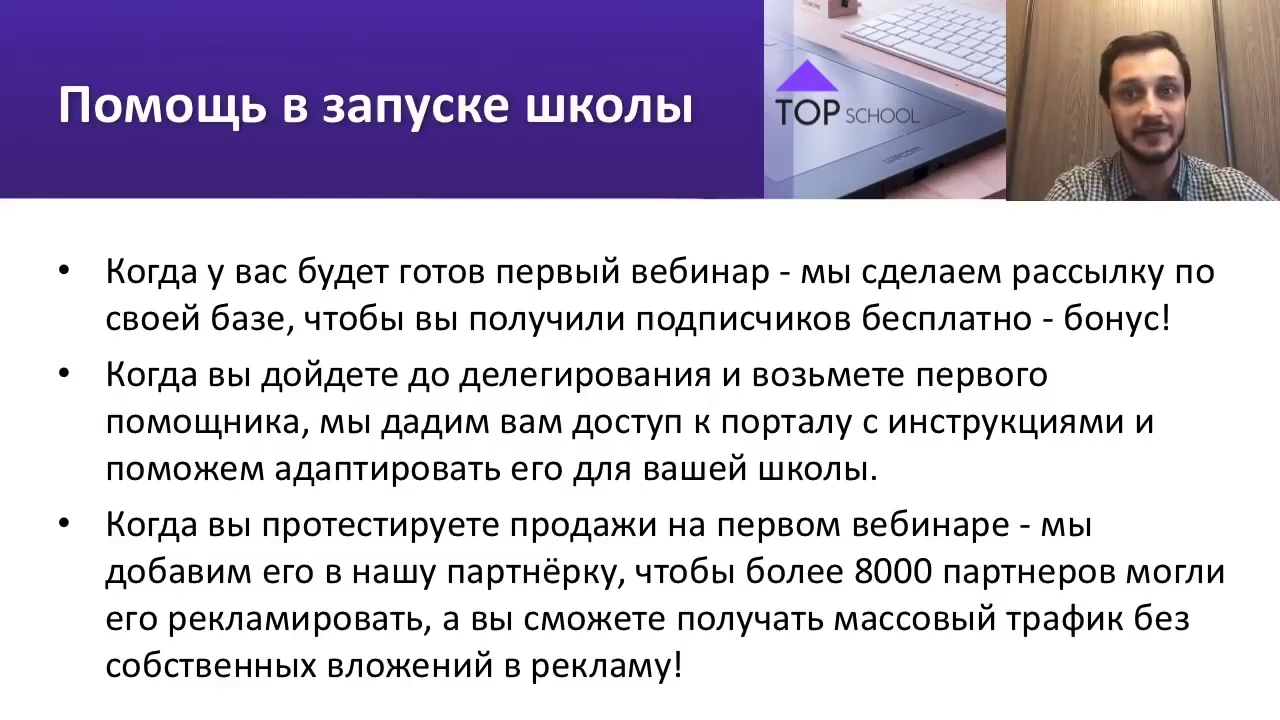 Помощь в запуске школы
TOP SCHOOL
wacom
• Когда у вас будет готов первый вебинар - мы сделаем рассылку по
своей базе, чтобы вы получили подписчиков бесплатно - бонус!
• Когда вы дойдете до делегирования и возьмете первого
помощника, мы дадим вам доступ к порталу с инструкциями и
поможем адаптировать его для вашей школы.
• Когда вы протестируете продажи на первом вебинаре - мы
добавим его в нашу партнёрку, чтобы более 8000 партнеров могли
его рекламировать, а вы сможете получать массовый трафик без
собственных вложений в рекламу!